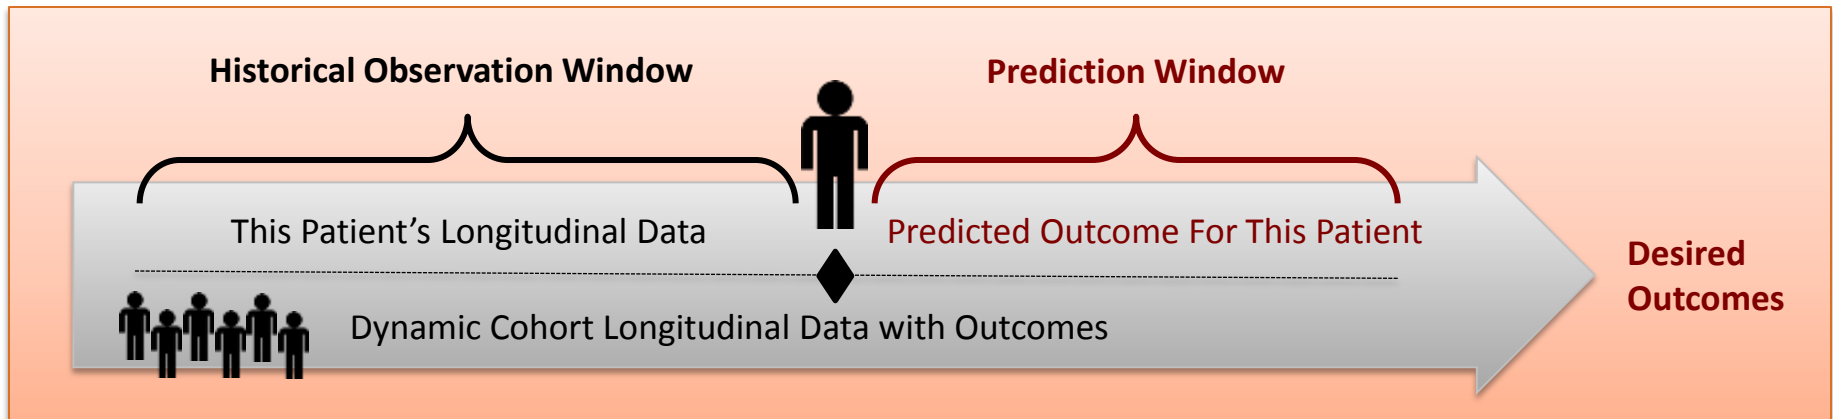 Historical Observation Window
Prediction Window
This Patient’s Longitudinal Data
Predicted Outcome For This Patient
Desired
Outcomes
Dynamic Cohort Longitudinal Data with Outcomes